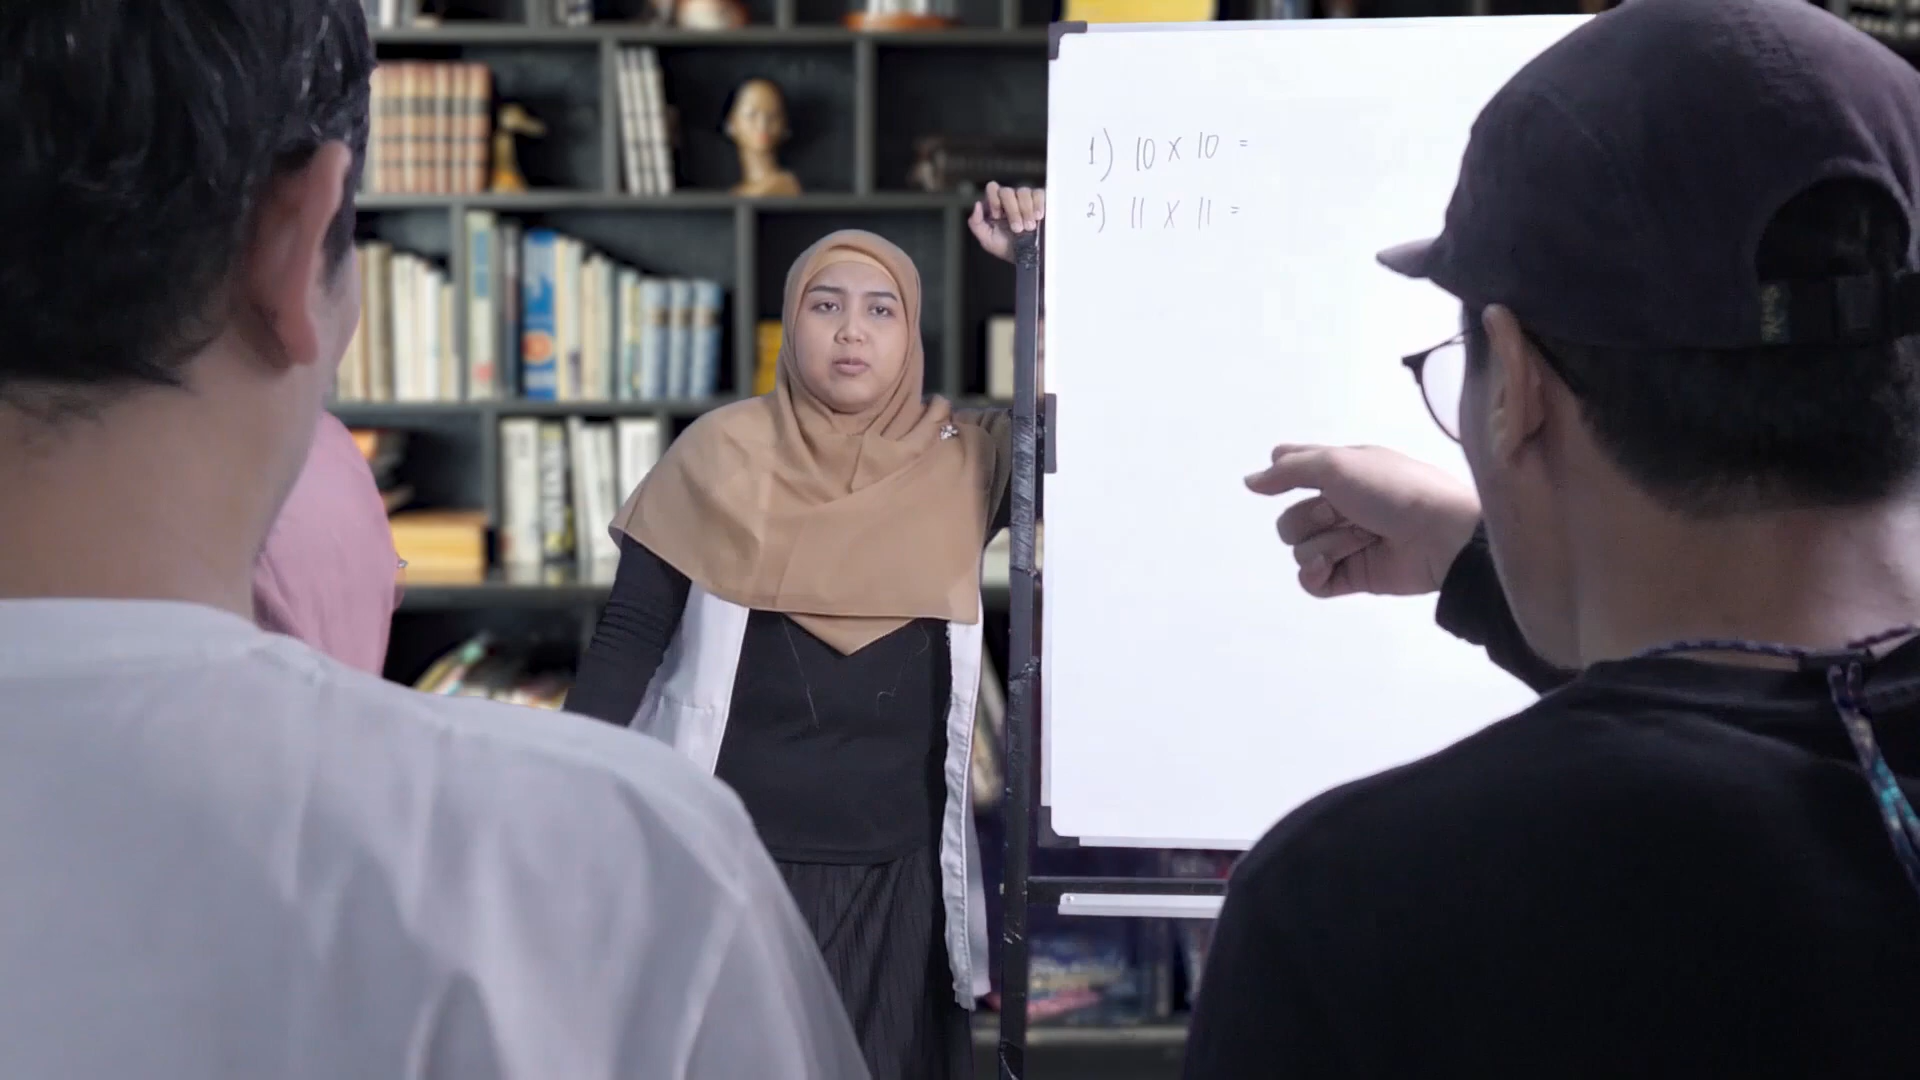 1) 10 X 10 =
2) 11 X 11 =